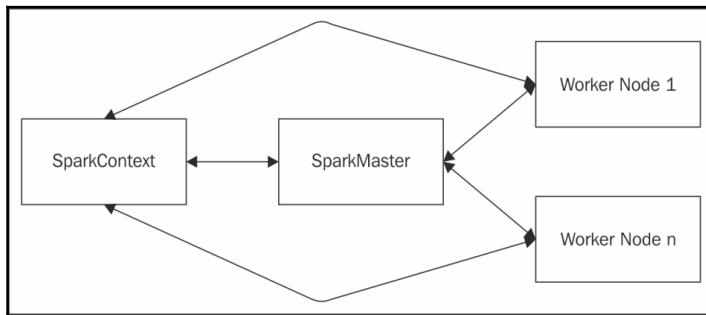 Worker Node 1
SparkContext
SparkMaster
Worker Node n